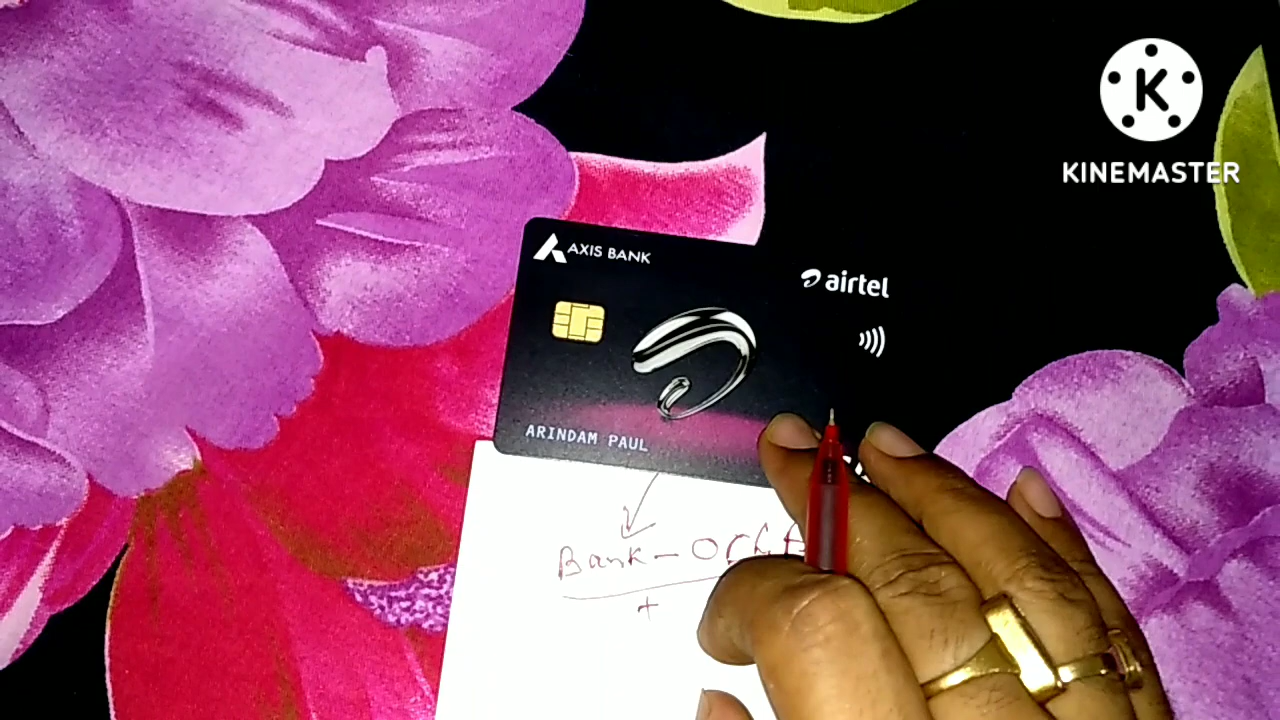 KINEMASTER
AXIS BANK
airtel
ARINDAM PAUL
Bank -
+